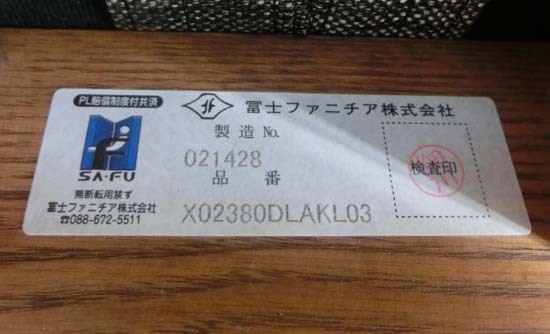 PL賠償制度付共済
冨士ファニチア株式会社
製造 No.
021428
品番
X02380DLAKL03
検査印
SA・FU
無断転用禁ず
冨士ファニチア株式会社
☎088-672-5511